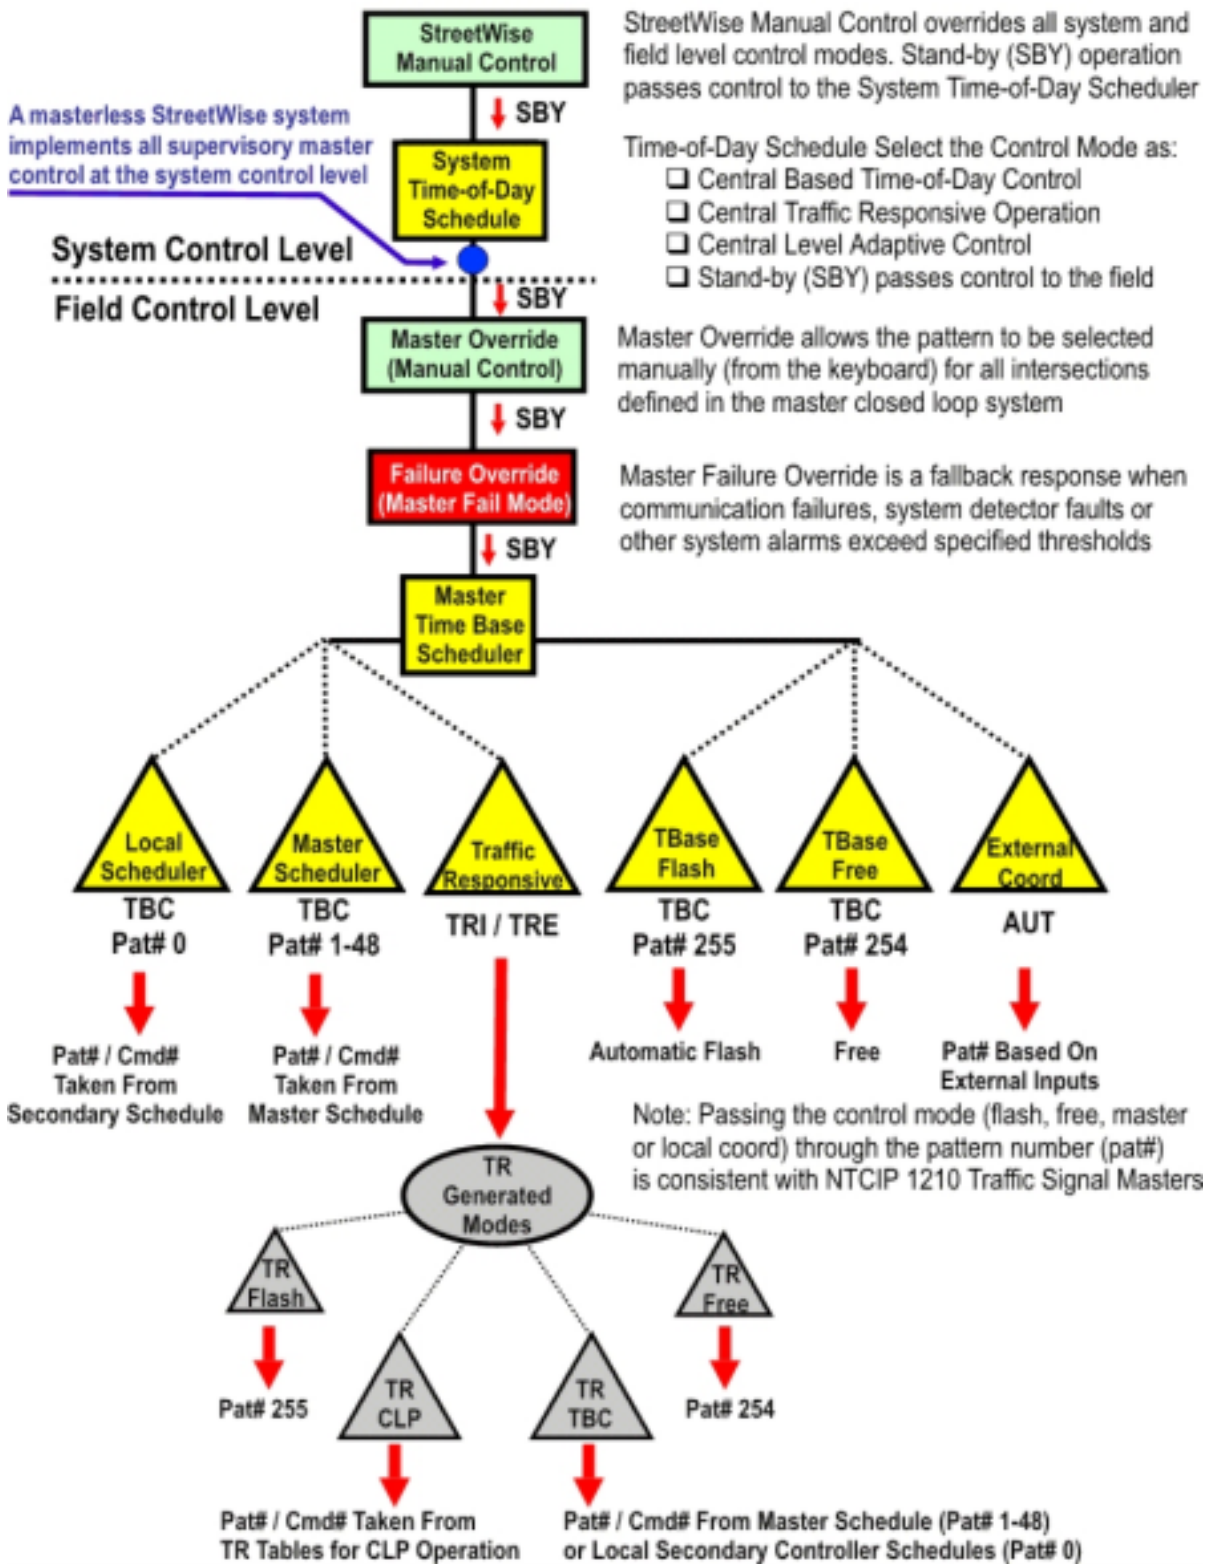 StreetWise
Manual Control
StreetWise Manual Control overrides all system and
field level control modes. Stand-by (SBY) operation
passes control to the System Time-of-Day Scheduler
SBY
A masterless StreetWise system
implements all supervisory master
control at the system control level
System
Time-of-Day
Schedule
Time-of-Day Schedule Select the Control Mode as:
❑ Central Based Time-of-Day Control
❑ Central Traffic Responsive Operation
❑ Central Level Adaptive Control
❑ Stand-by (SBY) passes control to the field
System Control Level
Field Control Level
SBY
Master Override
(Manual Control)
Master Override allows the pattern to be selected
manually (from the keyboard) for all intersections
defined in the master closed loop system
SBY
Failure Override
(Master Fail Mode)
Master Failure Override is a fallback response when
communication failures, system detector faults or
other system alarms exceed specified thresholds
SBY
Master
Time Base
Scheduler
Local
Scheduler
TBC
Pat# 0
Pat# / Cmd#
Taken From
Secondary Schedule
Master
Scheduler
TBC
Pat# 1-48
Pat# / Cmd#
Taken From
Master Schedule
Traffic
Responsive
TRI / TRE
TBase
Flash
TBC
Pat# 255
Automatic Flash
TBase
Free
TBC
Pat# 254
Free
External
Coord
AUT
Pat# Based On
External Inputs
Note: Passing the control mode (flash, free, master
or local coord) through the pattern number (pat#)
is consistent with NTCIP 1210 Traffic Signal Masters
TR
Generated
Modes
TR
Flash
Pat# 255
TR
CLP
Pat# / Cmd# Taken From
TR Tables for CLP Operation
TR
TBC
Pat# / Cmd# From Master Schedule (Pat# 1-48)
or Local Secondary Controller Schedules (Pat# 0)
TR
Free
Pat# 254